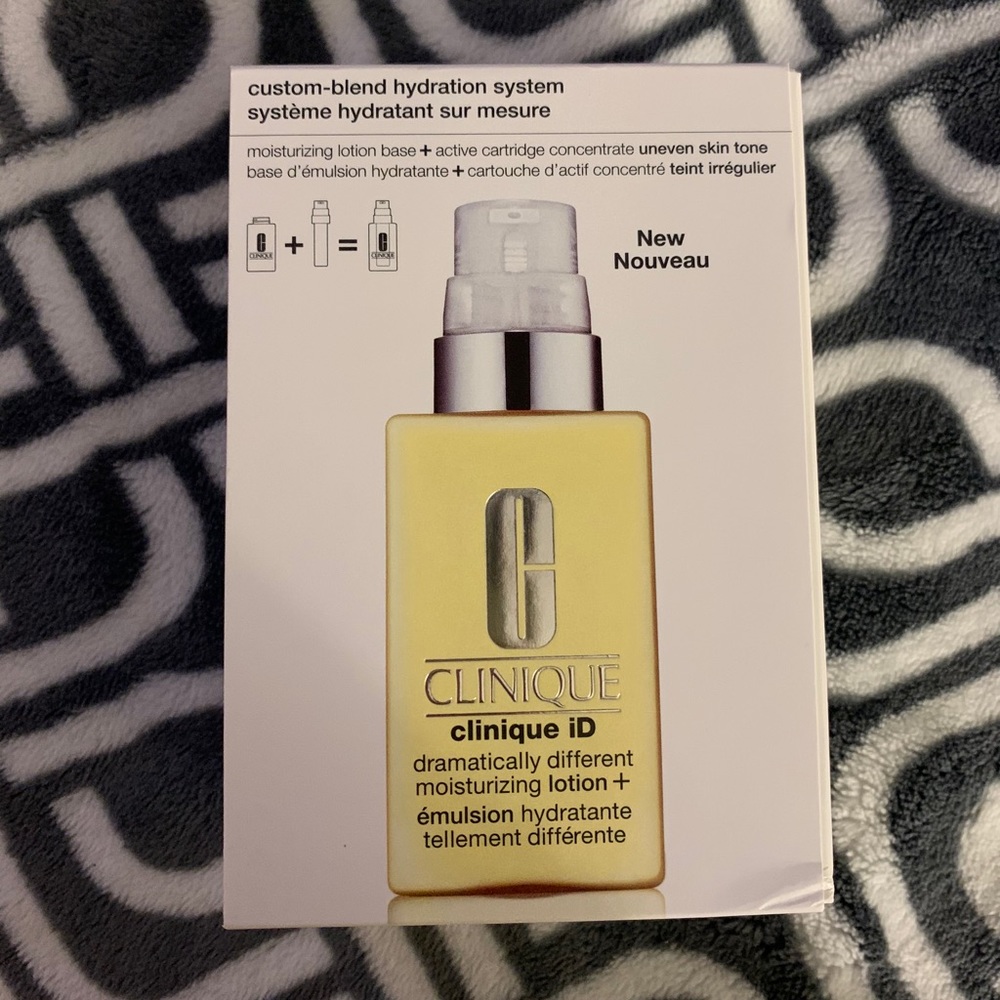 custom-blend hydration system
système hydratant sur mesure
moisturizing lotion base + active cartridge concentrate uneven skin tone
base d'émulsion hydratante + cartouche d'actif concentré teint irrégulier
CLINIQUE + = CLINIQUE
New
Nouveau
CLINIQUE
clinique iD
dramatically different
moisturizing lotion +
émulsion hydratante
tellement différente